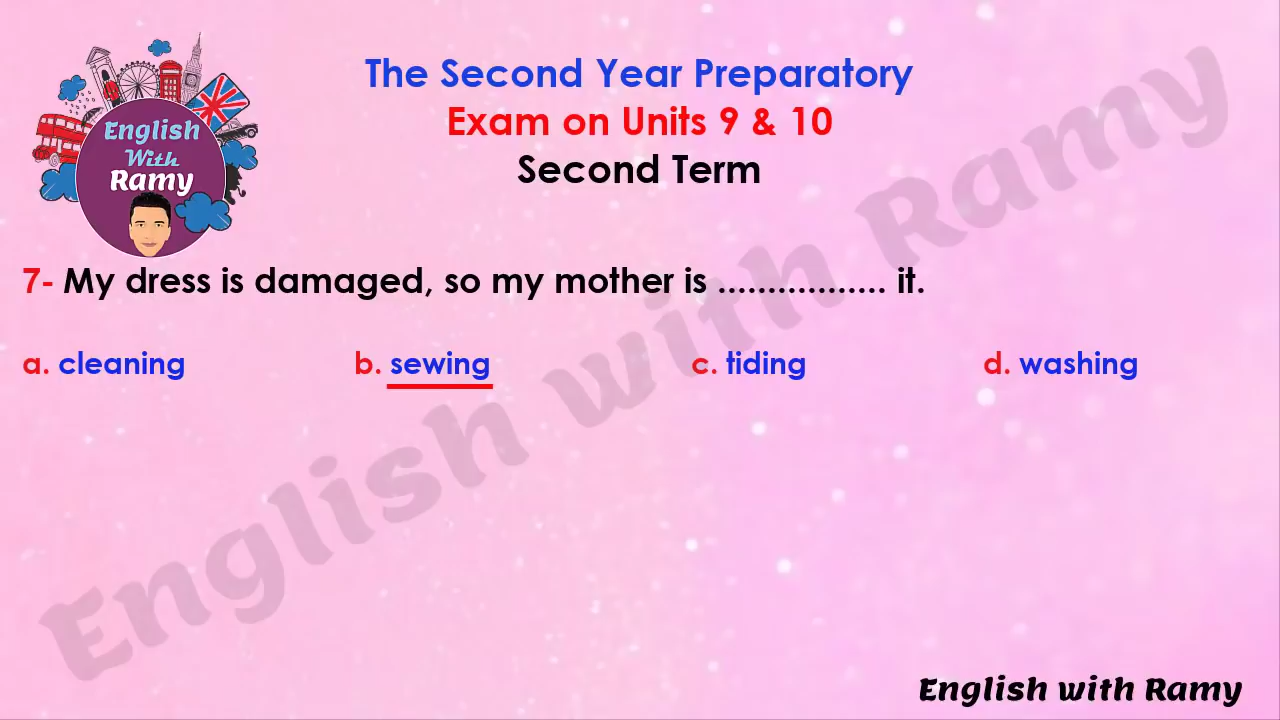 English
With
Ramy
The Second Year Preparatory
Exam on Units 9 & 10
Second Term
7- My dress is damaged, so my mother is ................. it.
a. cleaning b. sewing c. tiding d. washing
English with Ramy
English with Ramy